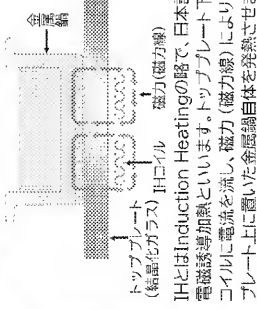 金属鍋
トッププレート
(結晶化ガラス)
IHコイル
磁力(磁力線)
IHとはInduction Heatingの略で、日本
電磁誘導加熱といいます。トッププレート下
コイルに電流を流し、磁力(磁力線)により
プレート上に置いた金属鍋自体を発熱させ